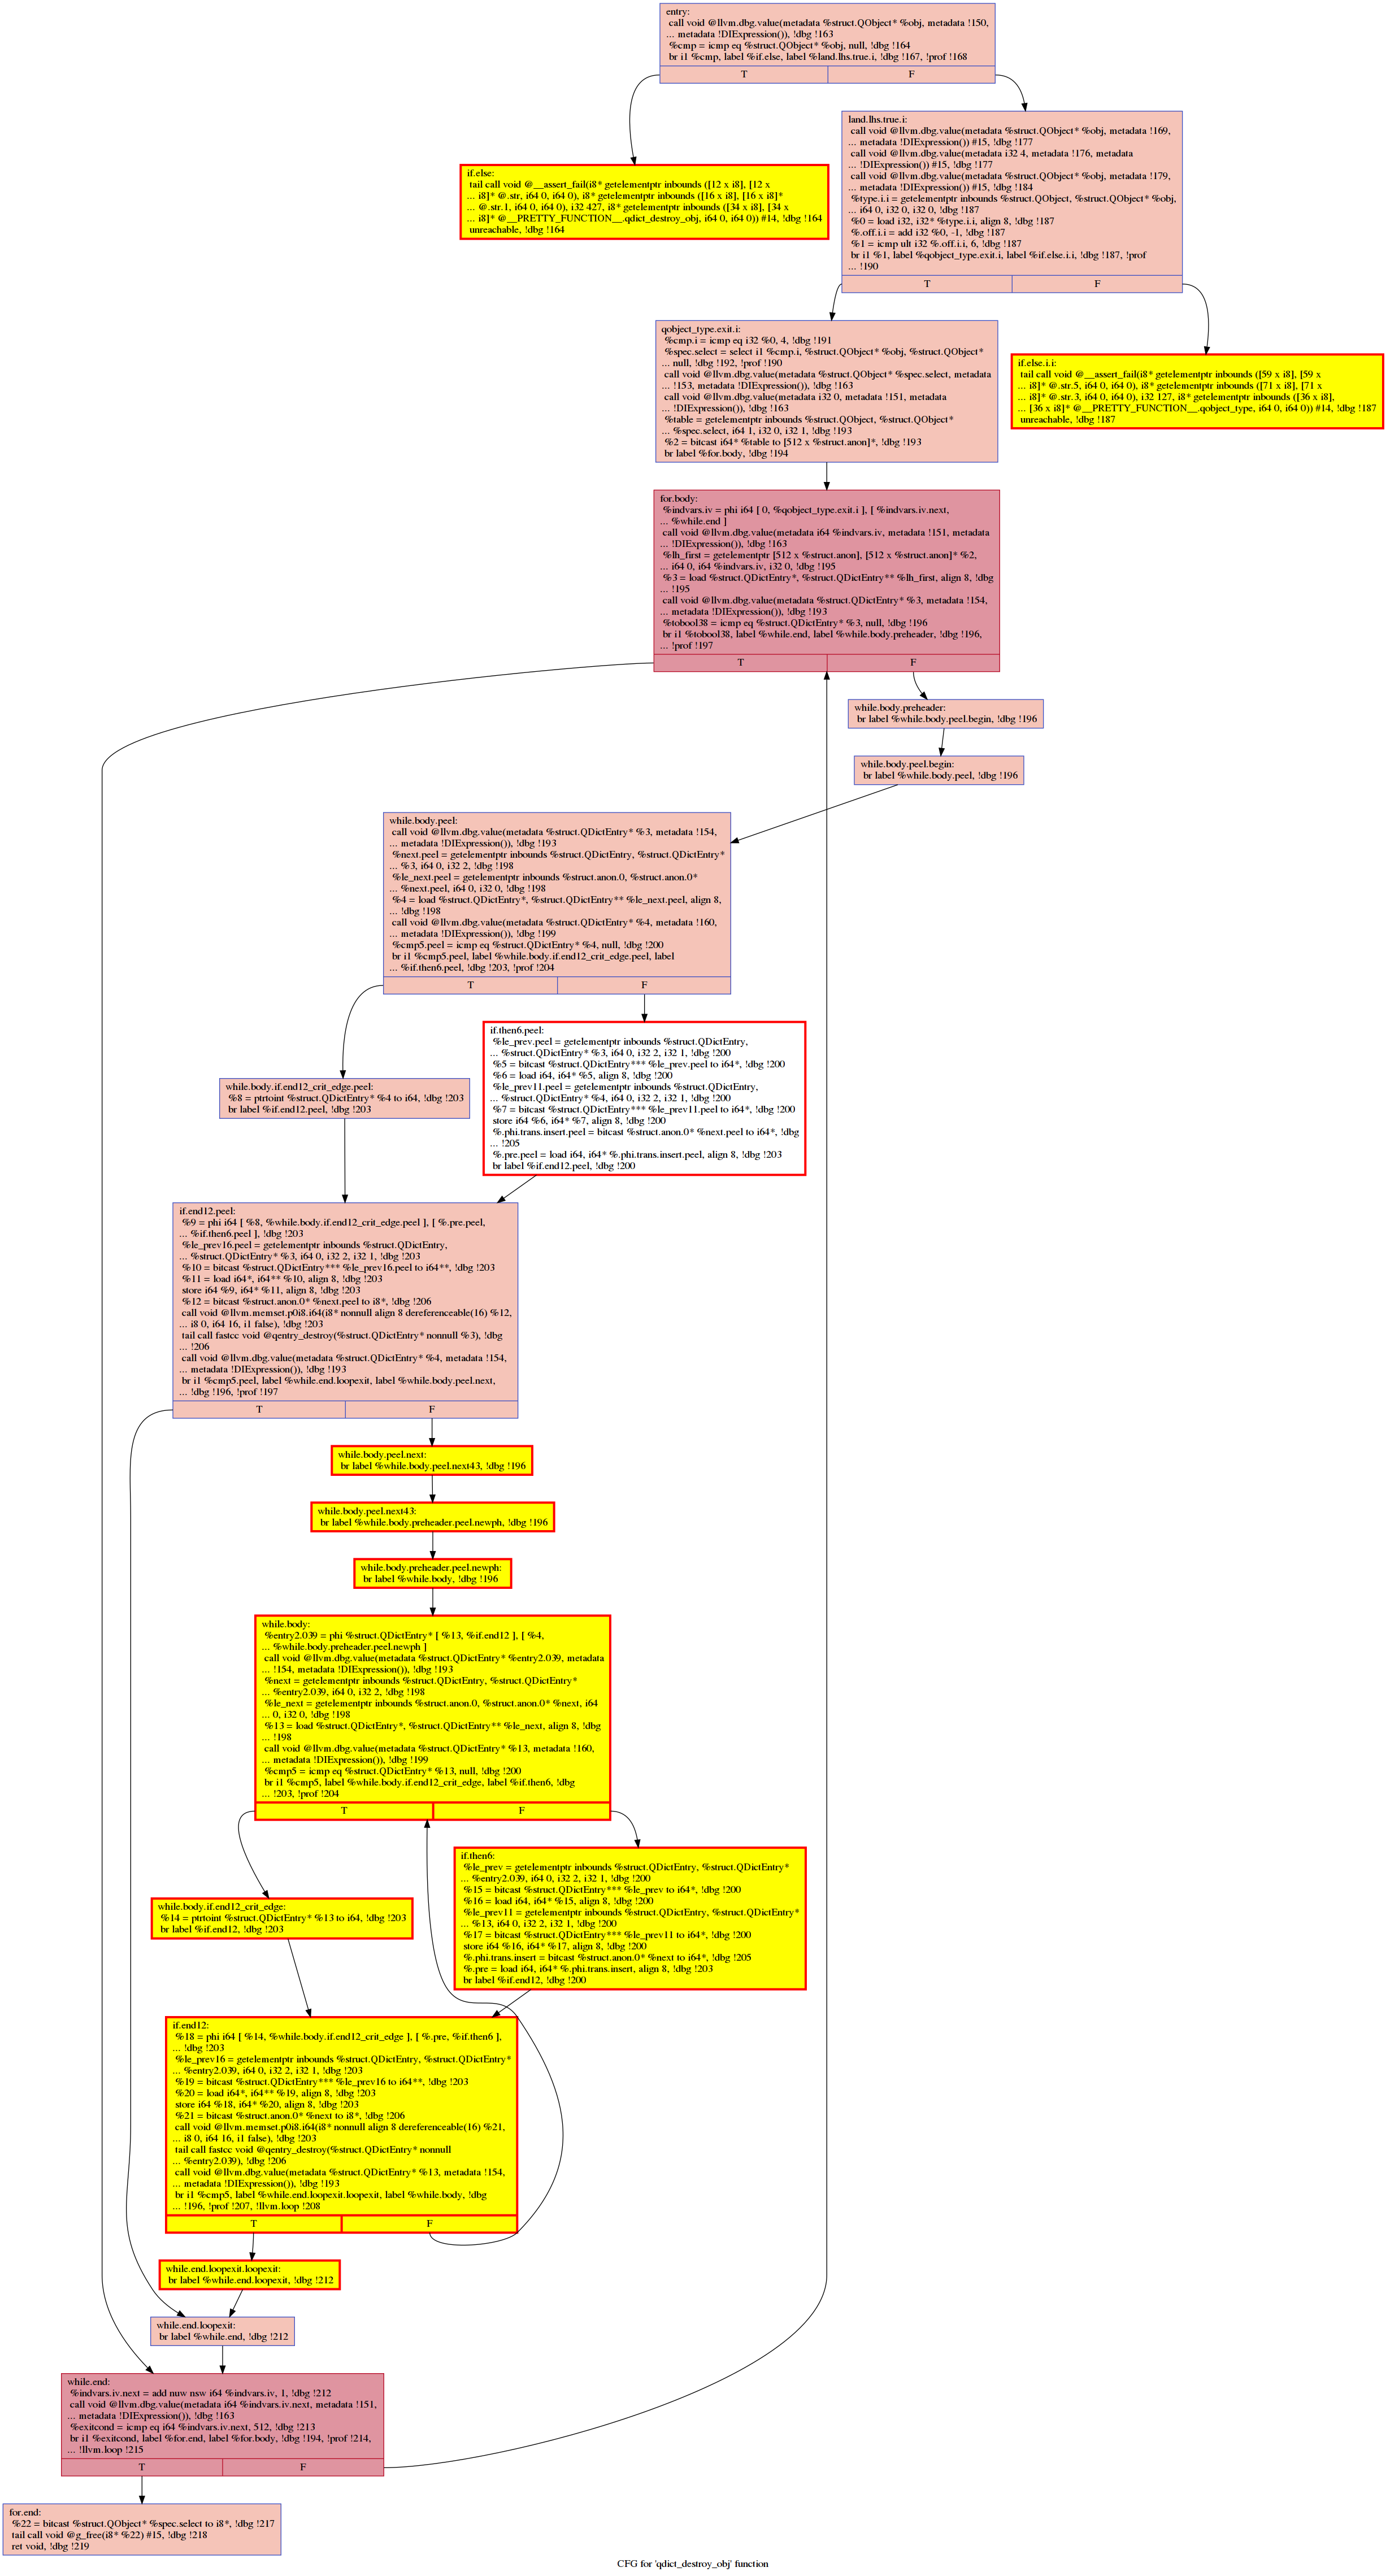 entry:
call void @llvm.dbg.value(metadata %struct.QObject* %obj, metadata !150,
... metadata !DIExpression()), !dbg !163
%cmp = icmp eq %struct.QObject* %obj, null, !dbg !164
br i1 %cmp, label %if.else, label %land.lhs.true.i, !dbg !167, !prof !168
T
F
land.lhs.true.i:
call void @llvm.dbg.value(metadata %struct.QObject* %obj, metadata !169,
... metadata !DIExpression()) #15, !dbg !177
call void @llvm.dbg.value(metadata i32 4, metadata !176, metadata
... !DIExpression()) #15, !dbg !177
call void @llvm.dbg.value(metadata %struct.QObject* %obj, metadata !179,
... metadata !DIExpression()) #15, !dbg !184
%type.i.i = getelementptr inbounds %struct.QObject, %struct.QObject* %obj,
... i64 0, i32 0, i32 0, !dbg !187
%0 = load i32, i32* %type.i.i, align 8, !dbg !187
%.off.i.i = add i32 %0, -1, !dbg !187
%1 = icmp ult i32 %.off.i.i, 6, !dbg !187
br i1 %1, label %qobject_type.exit.i, label %if.else.i.i, !dbg !187, !prof
... !190
T
F
if.else:
tail call void @__assert_fail(i8* getelementptr inbounds ([12 x i8], [12 x
... i8]* @.str, i64 0, i64 0), i8* getelementptr inbounds ([16 x i8], [16 x i8]*
... @.str.1, i64 0, i64 0), i32 427, i8* getelementptr inbounds ([34 x i8], [34 x
... i8]* @__PRETTY_FUNCTION__.qdict_destroy_obj, i64 0, i64 0)) #14, !dbg !164
unreachable, !dbg !164
qobject_type.exit.i:
%cmp.i = icmp eq i32 %0, 4, !dbg !191
%spec.select = select i1 %cmp.i, %struct.QObject* %obj, %struct.QObject*
... null, !dbg !192, !prof !190
call void @llvm.dbg.value(metadata %struct.QObject* %spec.select, metadata
... !153, metadata !DIExpression()), !dbg !163
call void @llvm.dbg.value(metadata i32 0, metadata !151, metadata
... !DIExpression()), !dbg !163
%table = getelementptr inbounds %struct.QObject, %struct.QObject*
... %spec.select, i64 1, i32 0, i32 1, !dbg !193
%2 = bitcast i64* %table to [512 x %struct.anon]*, !dbg !193
br label %for.body, !dbg !194
if.else.i.i:
tail call void @__assert_fail(i8* getelementptr inbounds ([59 x i8], [59 x
... i8]* @.str.5, i64 0, i64 0), i8* getelementptr inbounds ([71 x i8], [71 x
... i8]* @.str.3, i64 0, i64 0), i32 127, i8* getelementptr inbounds ([36 x i8],
... [36 x i8]* @__PRETTY_FUNCTION__.qobject_type, i64 0, i64 0)) #14, !dbg !187
unreachable, !dbg !187
for.body:
%indvars.iv = phi i64 [ 0, %qobject_type.exit.i ], [ %indvars.iv.next,
... %while.end ]
call void @llvm.dbg.value(metadata i64 %indvars.iv, metadata !151, metadata
... !DIExpression()), !dbg !163
%lh_first = getelementptr [512 x %struct.anon], [512 x %struct.anon]* %2,
... i64 0, i64 %indvars.iv, i32 0, !dbg !195
%3 = load %struct.QDictEntry*, %struct.QDictEntry** %lh_first, align 8, !dbg
... !195
call void @llvm.dbg.value(metadata %struct.QDictEntry* %3, metadata !154,
... metadata !DIExpression()), !dbg !193
%tobool38 = icmp eq %struct.QDictEntry* %3, null, !dbg !196
br i1 %tobool38, label %while.end, label %while.body.preheader, !dbg !196,
... !prof !197
T
F
while.body.preheader:
br label %while.body.peel.begin, !dbg !196
while.body.peel.begin:
br label %while.body.peel, !dbg !196
while.body.peel:
call void @llvm.dbg.value(metadata %struct.QDictEntry* %3, metadata !154,
... metadata !DIExpression()), !dbg !193
%next.peel = getelementptr inbounds %struct.QDictEntry, %struct.QDictEntry*
... %3, i64 0, i32 2, !dbg !198
%le_next.peel = getelementptr inbounds %struct.anon.0, %struct.anon.0*
... %next.peel, i64 0, i32 0, !dbg !198
%4 = load %struct.QDictEntry*, %struct.QDictEntry** %le_next.peel, align 8,
... !dbg !198
call void @llvm.dbg.value(metadata %struct.QDictEntry* %4, metadata !160,
... metadata !DIExpression()), !dbg !199
%cmp5.peel = icmp eq %struct.QDictEntry* %4, null, !dbg !200
br i1 %cmp5.peel, label %while.body.if.end12_crit_edge.peel, label
... %if.then6.peel, !dbg !203, !prof !204
T
F
if.then6.peel:
%le_prev.peel = getelementptr inbounds %struct.QDictEntry,
... %struct.QDictEntry* %3, i64 0, i32 2, i32 1, !dbg !200
%5 = bitcast %struct.QDictEntry*** %le_prev.peel to i64*, !dbg !200
%6 = load i64, i64* %5, align 8, !dbg !200
%le_prev11.peel = getelementptr inbounds %struct.QDictEntry,
... %struct.QDictEntry* %4, i64 0, i32 2, i32 1, !dbg !200
%7 = bitcast %struct.QDictEntry*** %le_prev11.peel to i64*, !dbg !200
store i64 %6, i64* %7, align 8, !dbg !200
%.phi.trans.insert.peel = bitcast %struct.anon.0* %next.peel to i64*, !dbg
... !205
%.pre.peel = load i64, i64* %.phi.trans.insert.peel, align 8, !dbg !203
br label %if.end12.peel, !dbg !200
while.body.if.end12_crit_edge.peel:
%8 = ptrtoint %struct.QDictEntry* %4 to i64, !dbg !203
br label %if.end12.peel, !dbg !203
if.end12.peel:
%9 = phi i64 [ %8, %while.body.if.end12_crit_edge.peel ], [ %.pre.peel,
... %if.then6.peel ], !dbg !203
%le_prev16.peel = getelementptr inbounds %struct.QDictEntry,
... %struct.QDictEntry* %3, i64 0, i32 2, i32 1, !dbg !203
%10 = bitcast %struct.QDictEntry*** %le_prev16.peel to i64**, !dbg !203
%11 = load i64*, i64** %10, align 8, !dbg !203
store i64 %9, i64* %11, align 8, !dbg !203
%12 = bitcast %struct.anon.0* %next.peel to i8*, !dbg !206
call void @llvm.memset.p0i8.i64(i8* nonnull align 8 dereferenceable(16) %12,
... i8 0, i64 16, i1 false), !dbg !203
tail call fastcc void @qentry_destroy(%struct.QDictEntry* nonnull %3), !dbg
... !206
call void @llvm.dbg.value(metadata %struct.QDictEntry* %4, metadata !154,
... metadata !DIExpression()), !dbg !193
br i1 %cmp5.peel, label %while.end.loopexit, label %while.body.peel.next,
... !dbg !196, !prof !197
T
F
while.body.peel.next:
br label %while.body.peel.next43, !dbg !196
while.body.peel.next43:
br label %while.body.preheader.peel.newph, !dbg !196
while.body.preheader.peel.newph:
br label %while.body, !dbg !196
while.body:
%entry2.039 = phi %struct.QDictEntry* [ %13, %if.end12 ], [ %4,
... %while.body.preheader.peel.newph ]
call void @llvm.dbg.value(metadata %struct.QDictEntry* %entry2.039, metadata
... !154, metadata !DIExpression()), !dbg !193
%next = getelementptr inbounds %struct.QDictEntry, %struct.QDictEntry*
... %entry2.039, i64 0, i32 2, !dbg !198
%le_next = getelementptr inbounds %struct.anon.0, %struct.anon.0* %next, i64
... 0, i32 0, !dbg !198
%13 = load %struct.QDictEntry*, %struct.QDictEntry** %le_next, align 8, !dbg
... !198
call void @llvm.dbg.value(metadata %struct.QDictEntry* %13, metadata !160,
... metadata !DIExpression()), !dbg !199
%cmp5 = icmp eq %struct.QDictEntry* %13, null, !dbg !200
br i1 %cmp5, label %while.body.if.end12_crit_edge, label %if.then6, !dbg
... !203, !prof !204
T
F
if.then6:
%le_prev = getelementptr inbounds %struct.QDictEntry, %struct.QDictEntry*
... %entry2.039, i64 0, i32 2, i32 1, !dbg !200
%15 = bitcast %struct.QDictEntry*** %le_prev to i64*, !dbg !200
%16 = load i64, i64* %15, align 8, !dbg !200
%le_prev11 = getelementptr inbounds %struct.QDictEntry, %struct.QDictEntry*
... %13, i64 0, i32 2, i32 1, !dbg !200
%17 = bitcast %struct.QDictEntry*** %le_prev11 to i64*, !dbg !200
store i64 %16, i64* %17, align 8, !dbg !200
%.phi.trans.insert = bitcast %struct.anon.0* %next to i64*, !dbg !205
%.pre = load i64, i64* %.phi.trans.insert, align 8, !dbg !203
br label %if.end12, !dbg !200
while.body.if.end12_crit_edge:
%14 = ptrtoint %struct.QDictEntry* %13 to i64, !dbg !203
br label %if.end12, !dbg !203
if.end12:
%18 = phi i64 [ %14, %while.body.if.end12_crit_edge ], [ %.pre, %if.then6 ],
... !dbg !203
%le_prev16 = getelementptr inbounds %struct.QDictEntry, %struct.QDictEntry*
... %entry2.039, i64 0, i32 2, i32 1, !dbg !203
%19 = bitcast %struct.QDictEntry*** %le_prev16 to i64**, !dbg !203
%20 = load i64*, i64** %19, align 8, !dbg !203
store i64 %18, i64* %20, align 8, !dbg !203
%21 = bitcast %struct.anon.0* %next to i8*, !dbg !206
call void @llvm.memset.p0i8.i64(i8* nonnull align 8 dereferenceable(16) %21,
... i8 0, i64 16, i1 false), !dbg !203
tail call fastcc void @qentry_destroy(%struct.QDictEntry* nonnull
... %entry2.039), !dbg !206
call void @llvm.dbg.value(metadata %struct.QDictEntry* %13, metadata !154,
... metadata !DIExpression()), !dbg !193
br i1 %cmp5, label %while.end.loopexit.loopexit, label %while.body, !dbg
... !196, !prof !207, !llvm.loop !208
T
F
while.end.loopexit.loopexit:
br label %while.end.loopexit, !dbg !212
while.end.loopexit:
br label %while.end, !dbg !212
while.end:
%indvars.iv.next = add nuw nsw i64 %indvars.iv, 1, !dbg !212
call void @llvm.dbg.value(metadata i64 %indvars.iv.next, metadata !151,
... metadata !DIExpression()), !dbg !163
%exitcond = icmp eq i64 %indvars.iv.next, 512, !dbg !213
br i1 %exitcond, label %for.end, label %for.body, !dbg !194, !prof !214,
... !llvm.loop !215
T
F
for.end:
%22 = bitcast %struct.QObject* %spec.select to i8*, !dbg !217
tail call void @g_free(i8* %22) #15, !dbg !218
ret void, !dbg !219
CFG for 'qdict_destroy_obj' function